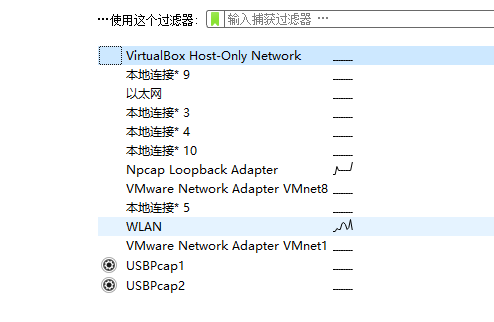 …使用这个过滤器: 输入捕获过滤器 …
VirtualBox Host-Only Network
本地连接* 9
以太网
本地连接* 3
本地连接* 4
本地连接* 10
Npcap Loopback Adapter
VMware Network Adapter VMnet8
本地连接* 5
WLAN
VMware Network Adapter VMnet1
USBPcap1
USBPcap2